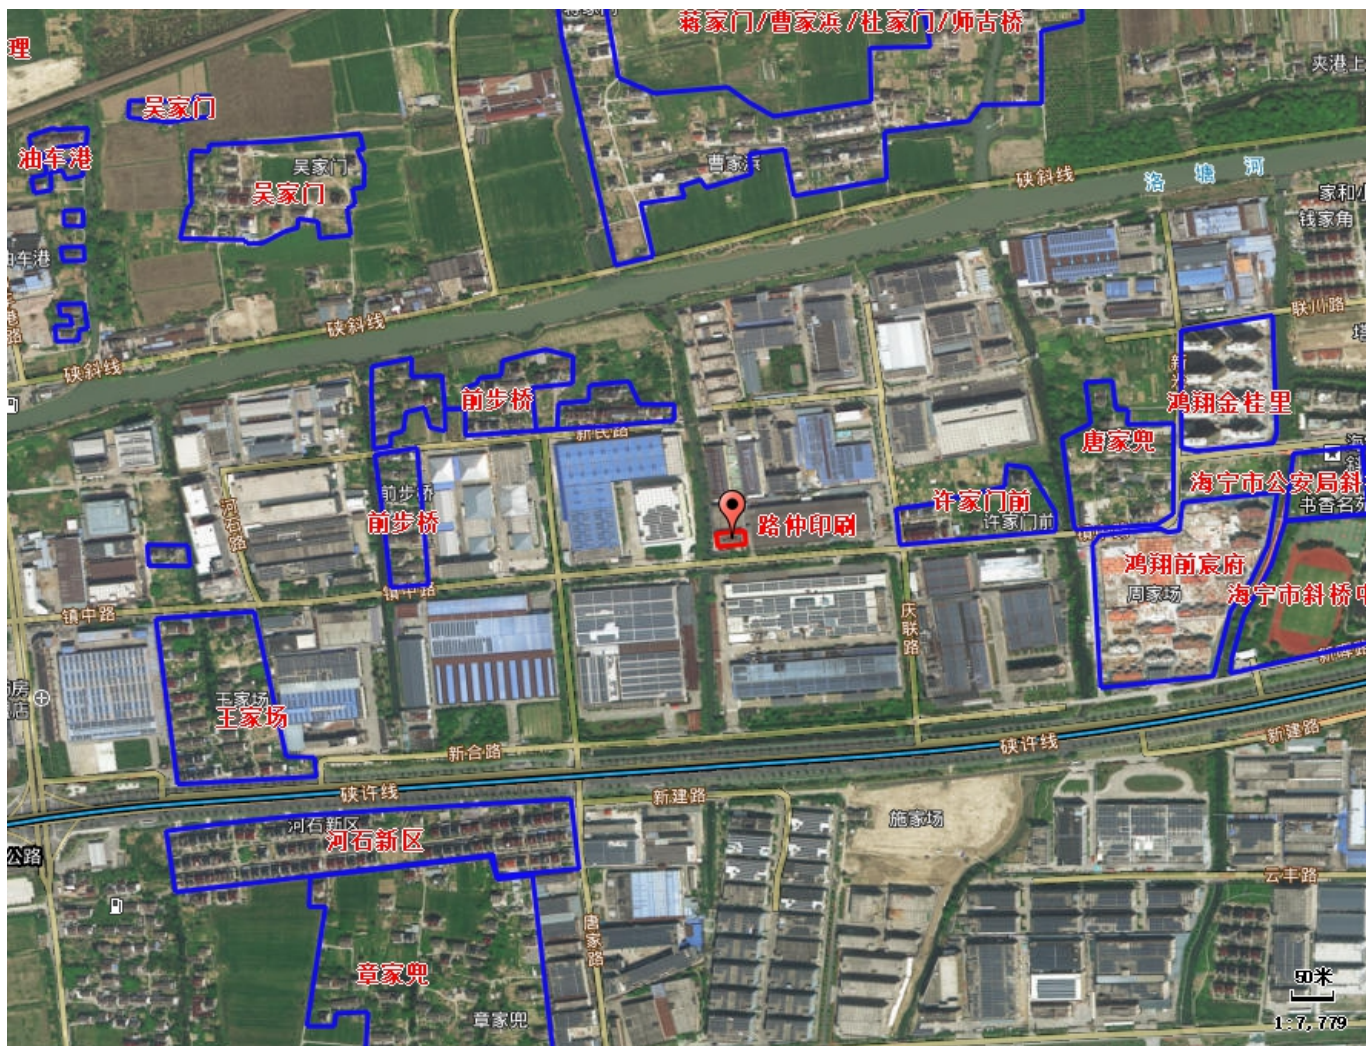 蒋家门/曹家浜/杜家门/师古桥
理
夹港上
吴家门
油车港
吴家门
吴家门
曹家浜
硖斜线
洛塘河
家和
钱家角
油车港
联川路
硖斜线
硖斜线
前步桥
鸿翔金桂里
新民路
唐家兜
海宁市公安局斜
书香名苑
前步桥
前步桥
河石路
路仲印刷
许家门前
许家门前
鸿翔前宸府
周家场
海宁市斜桥中
镇中路
镇中路
庆联路
王家场
王家场
新合路
硖许线
新建路
硖许线
新建路
河石新区
河石新区
施家场
公路
云丰路
唐家路
章家兜
章家兜
50米
1:7,779